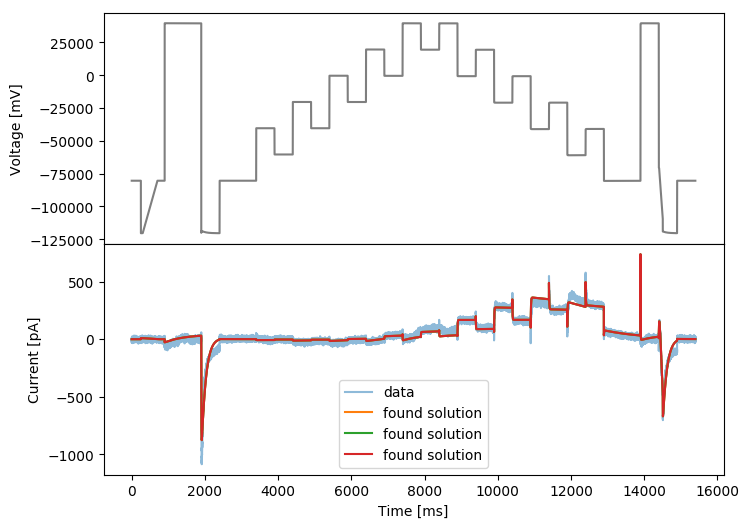 25000
0
−25000
−50000
−75000
−100000
−125000
Voltage [mV]
500
0
−500
−1000
Current [pA]
data
found solution
found solution
found solution
0 2000 4000 6000 8000 10000 12000 14000 16000
Time [ms]